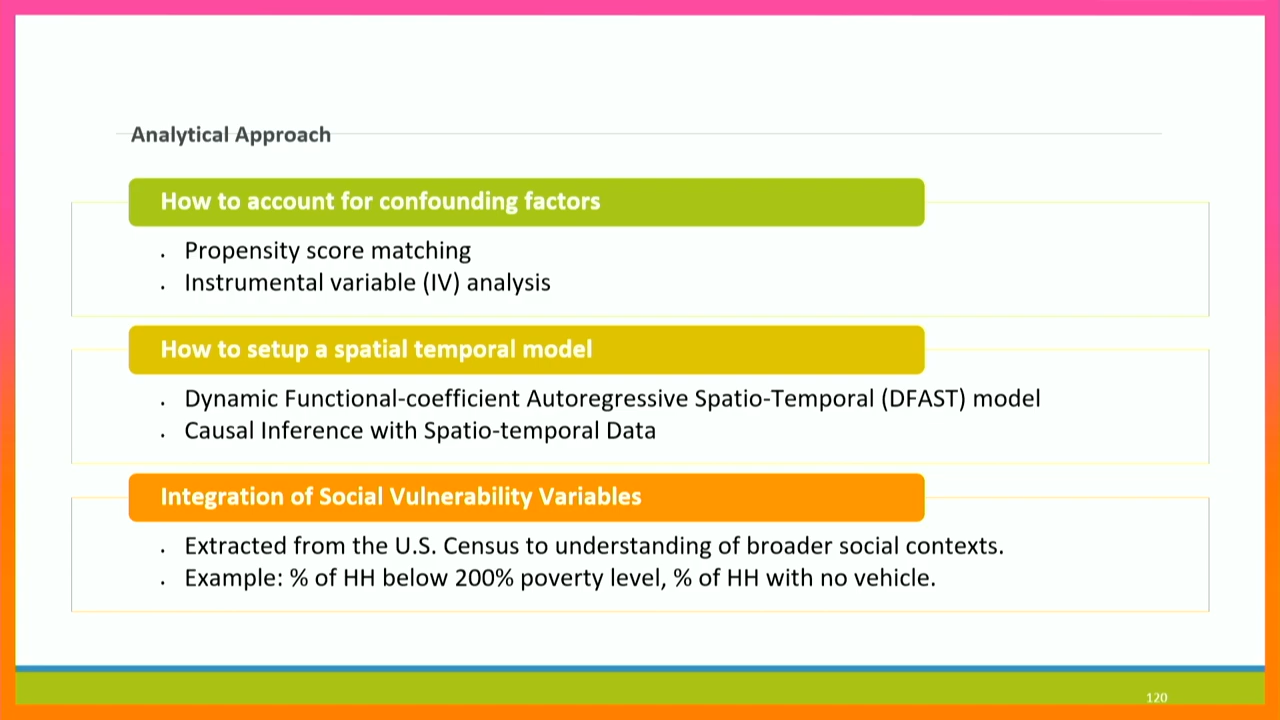 Analytical Approach
How to account for confounding factors
• Propensity score matching
• Instrumental variable (IV) analysis
How to setup a spatial temporal model
• Dynamic Functional-coefficient Autoregressive Spatio-Temporal (DFAST) model
• Causal Inference with Spatio-temporal Data
Integration of Social Vulnerability Variables
• Extracted from the U.S. Census to understanding of broader social contexts.
• Example: % of HH below 200% poverty level, % of HH with no vehicle.
120